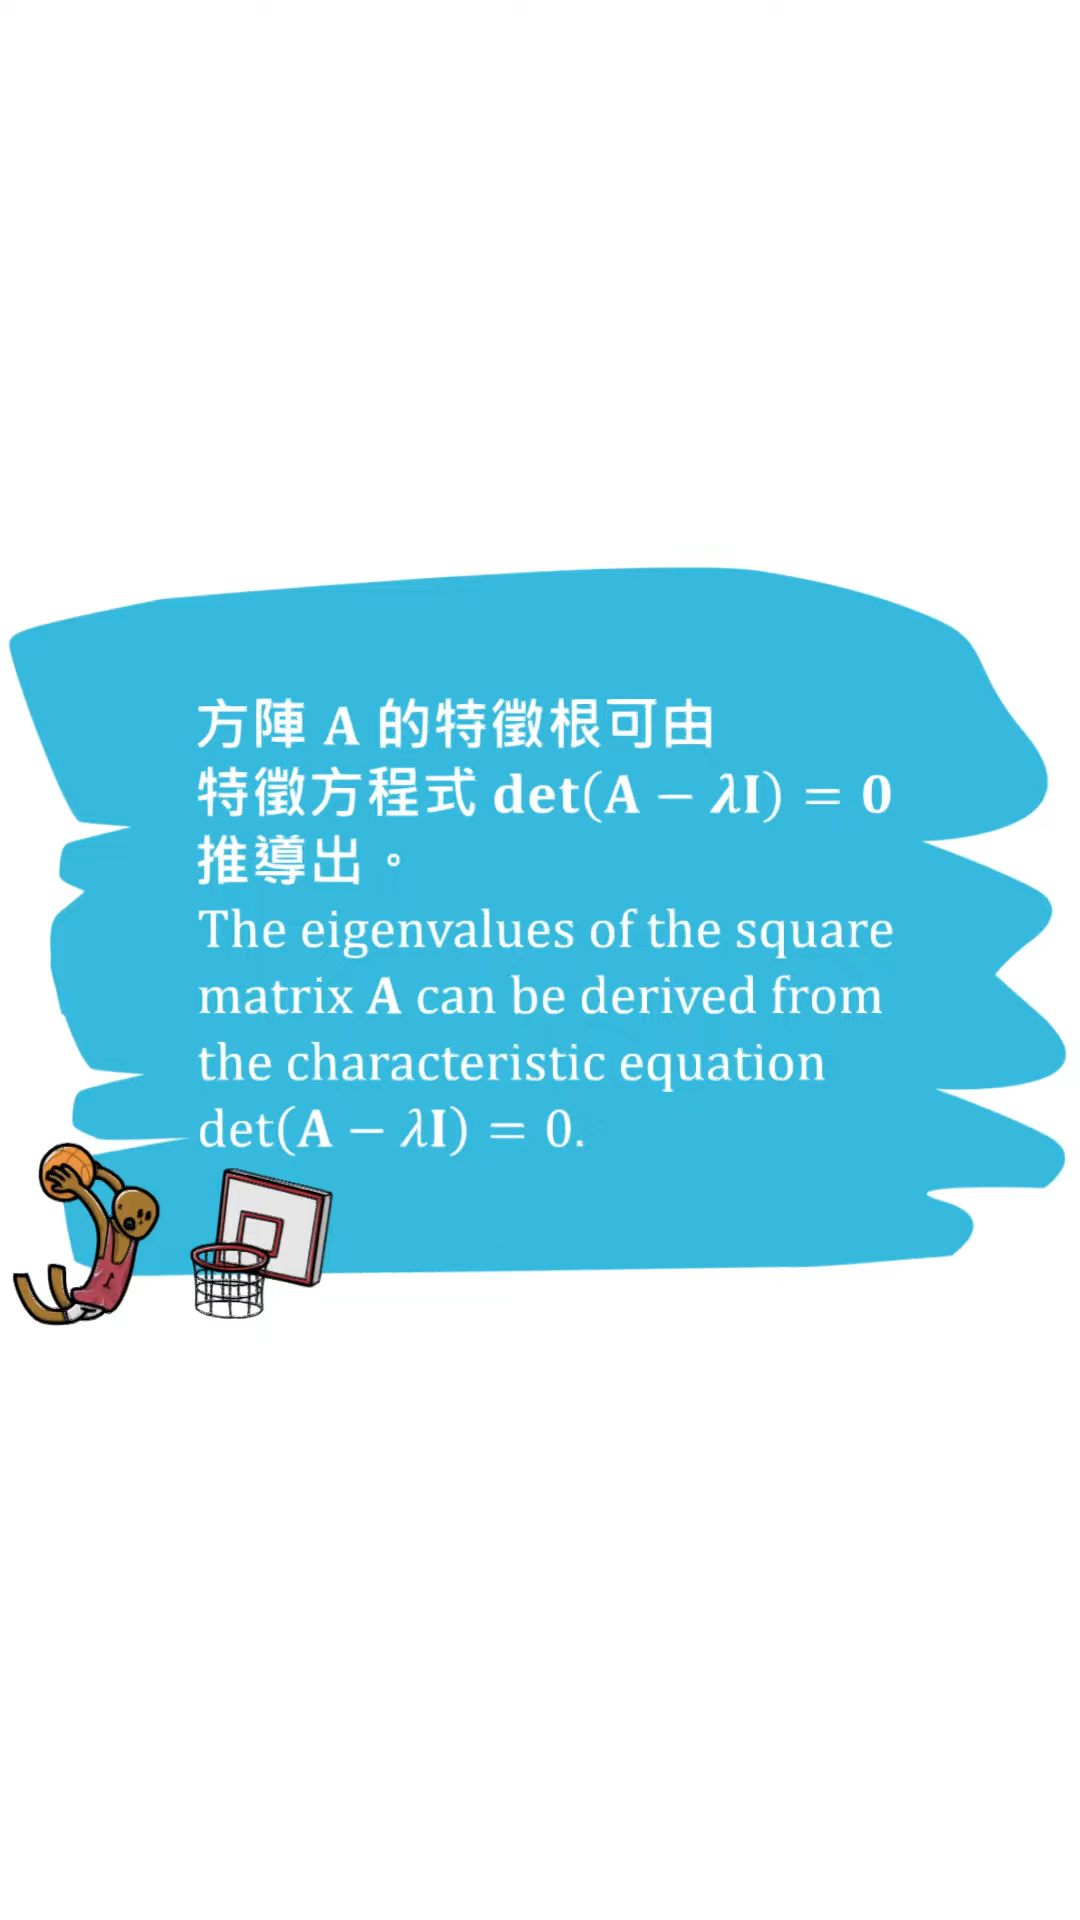 方陣 A 的特徵根可由
特徵方程式 det(A − λI) = 0
推導出。
The eigenvalues of the square
matrix A can be derived from
the characteristic equation
det(A − λI) = 0.